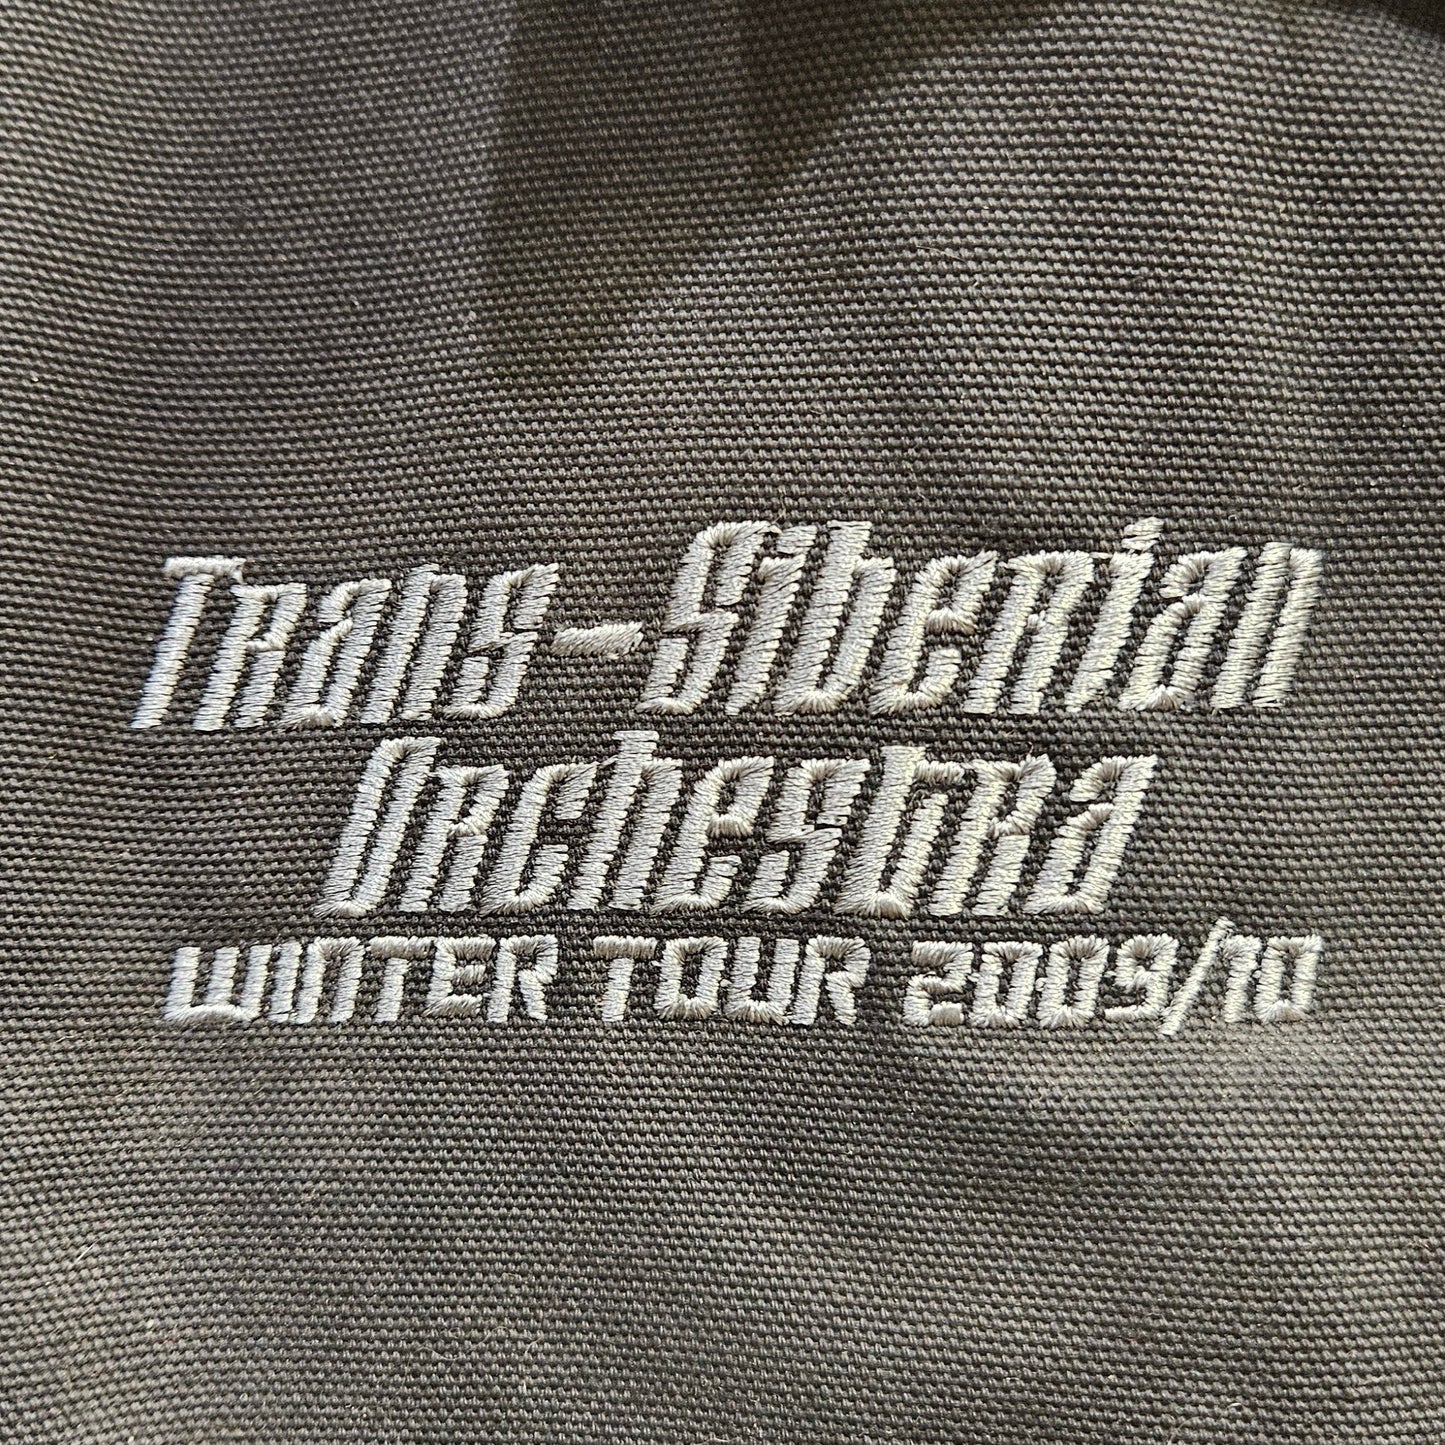 Trans-Siberian
Orchestra
WINTER TOUR 2009/10